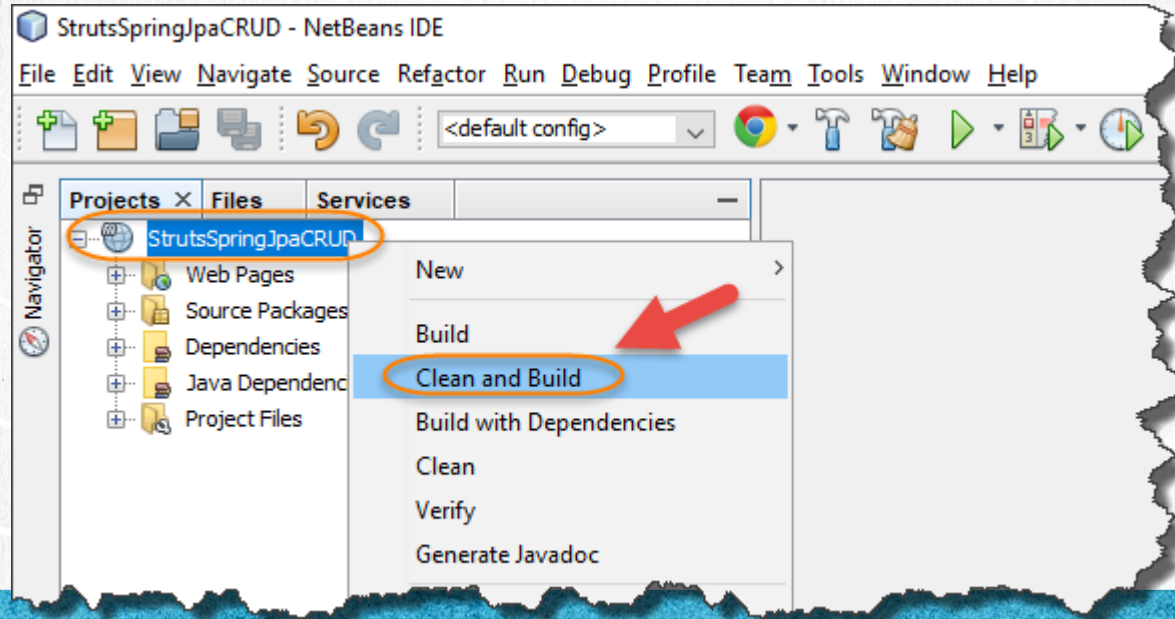 StrutsSpringJpaCRUD - NetBeans IDE
File Edit View Navigate Source Refactor Run Debug Profile Team Tools Window Help
<default config>
Projects × Files Services
Navigator
StrutsSpringJpaCRUD
Web Pages
Source Packages
Dependencies
Java Dependenc
Project Files
New >
Build
Clean and Build
Build with Dependencies
Clean
Verify
Generate Javadoc